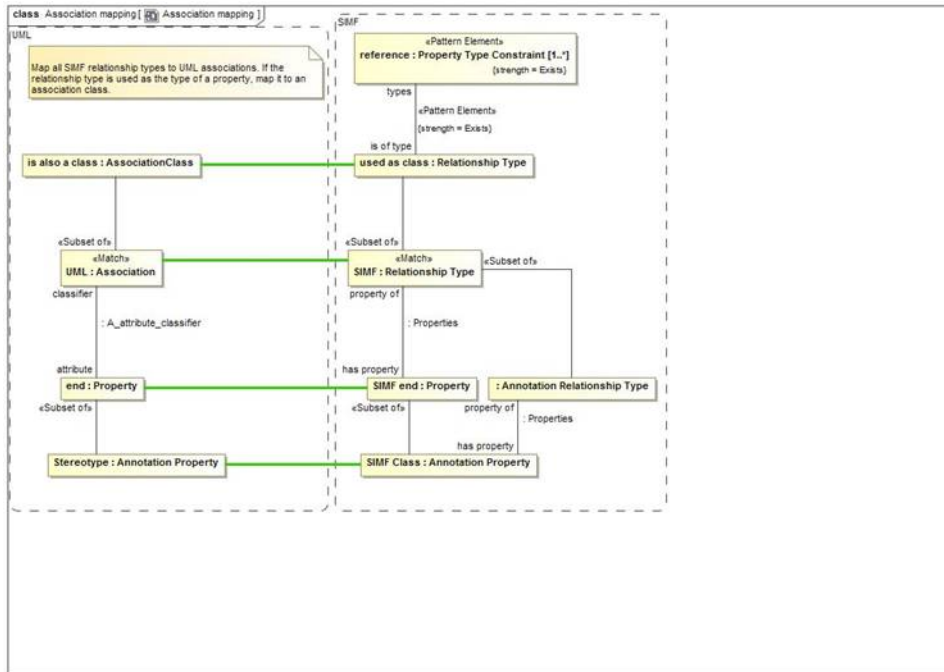 class Association mapping [ Association mapping ]
UML
SIMF
Map all SIMF relationship types to UML associations. If the
relationship type is used as the type of a property, map it to an
association class.
«Pattern Element»
reference : Property Type Constraint [1..*]
{strength = Exists}
types
«Pattern Element»
{strength = Exists}
is of type
is also a class : AssociationClass
used as class : Relationship Type
«Subset of»
«Subset of»
«Match»
UML : Association
«Match»
SIMF : Relationship Type
«Subset of»
classifier
property of
: A_attribute_classifier
: Properties
attribute
has property
end : Property
SIMF end : Property
: Annotation Relationship Type
«Subset of»
«Subset of»
property of
: Properties
has property
Stereotype : Annotation Property
SIMF Class : Annotation Property